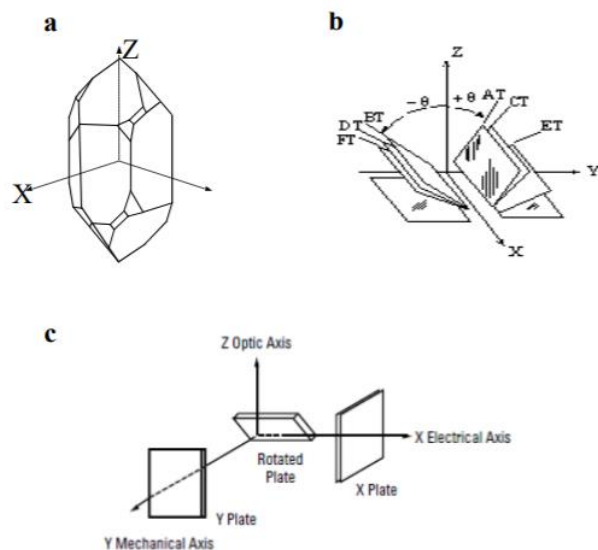 a
Z
X
b
Z
-θ +θ AT
BT CT
DT ET
FT
Y
X
c
Z Optic Axis
X Electrical Axis
Rotated
Plate
X Plate
Y Plate
Y Mechanical Axis